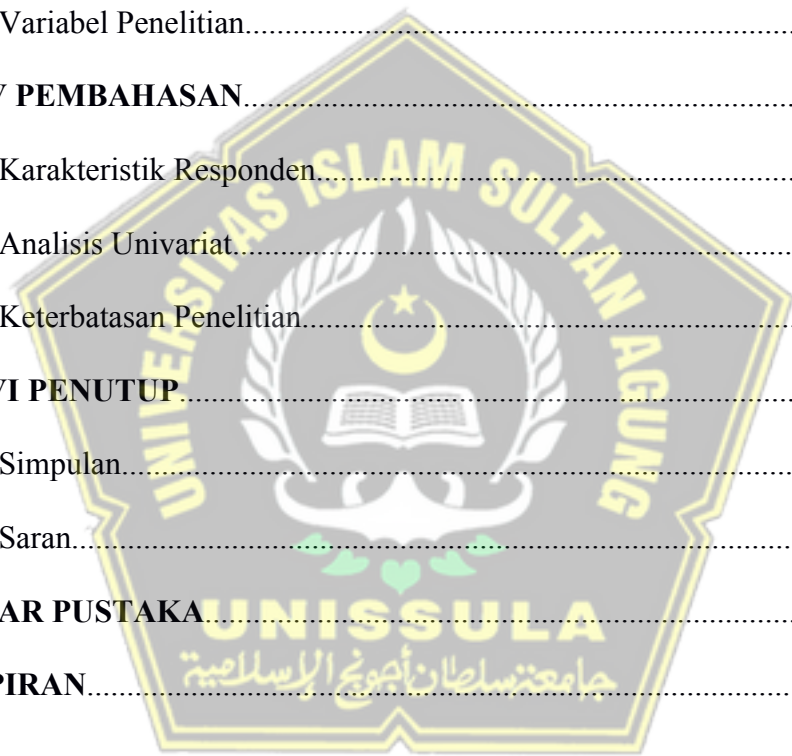 Variabel Penelitian
V PEMBAHASAN
Karakteristik Responden
Analisis Univariat
Keterbatasan Penelitian
VI PENUTUP
Simpulan
Saran
AR PUSTAKA
PIRAN
UNIVERSITAS ISLAM SULTAN AGUNG
UNISSULA
جامعة سلطان أجونج الإسلامية